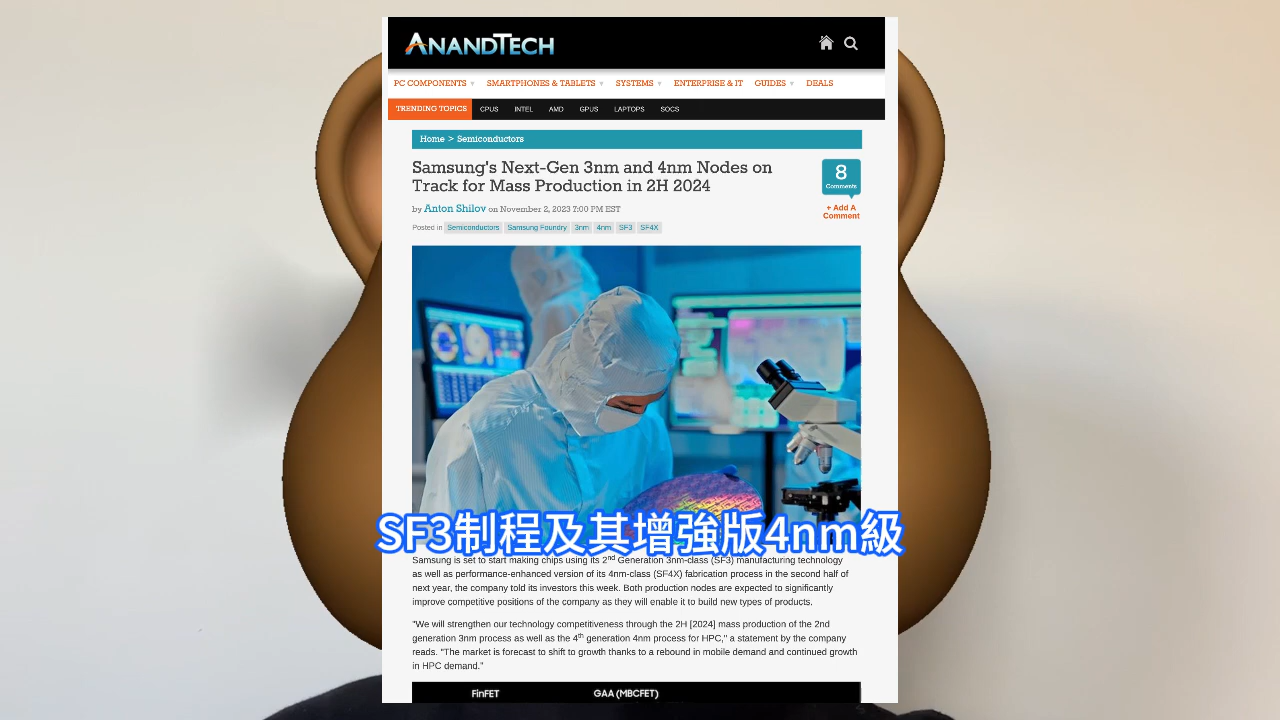 ANANDTECH
PC COMPONENTS SMARTPHONES & TABLETS SYSTEMS ENTERPRISE & IT GUIDES DEALS
TRENDING TOPICS CPUS INTEL AMD GPUS LAPTOPS SOCS
Home > Semiconductors
Samsung's Next-Gen 3nm and 4nm Nodes on
Track for Mass Production in 2H 2024
8
Comments
+ Add A
Comment
by Anton Shilov on November 2, 2023 7:00 PM EST
Posted in Semiconductors Samsung Foundry 3nm 4nm SF3 SF4X
SF3制程及其增強版4nm級
Samsung is set to start making chips using its 2nd Generation 3nm-class (SF3) manufacturing technology
as well as performance-enhanced version of its 4nm-class (SF4X) fabrication process in the second half of
next year, the company told its investors this week. Both production nodes are expected to significantly
improve competitive positions of the company as they will enable it to build new types of products.
"We will strengthen our technology competitiveness through the 2H [2024] mass production of the 2nd
generation 3nm process as well as the 4th generation 4nm process for HPC," a statement by the company
reads. "The market is forecast to shift to growth thanks to a rebound in mobile demand and continued growth
in HPC demand."
FinFET GAA (MBCFET)